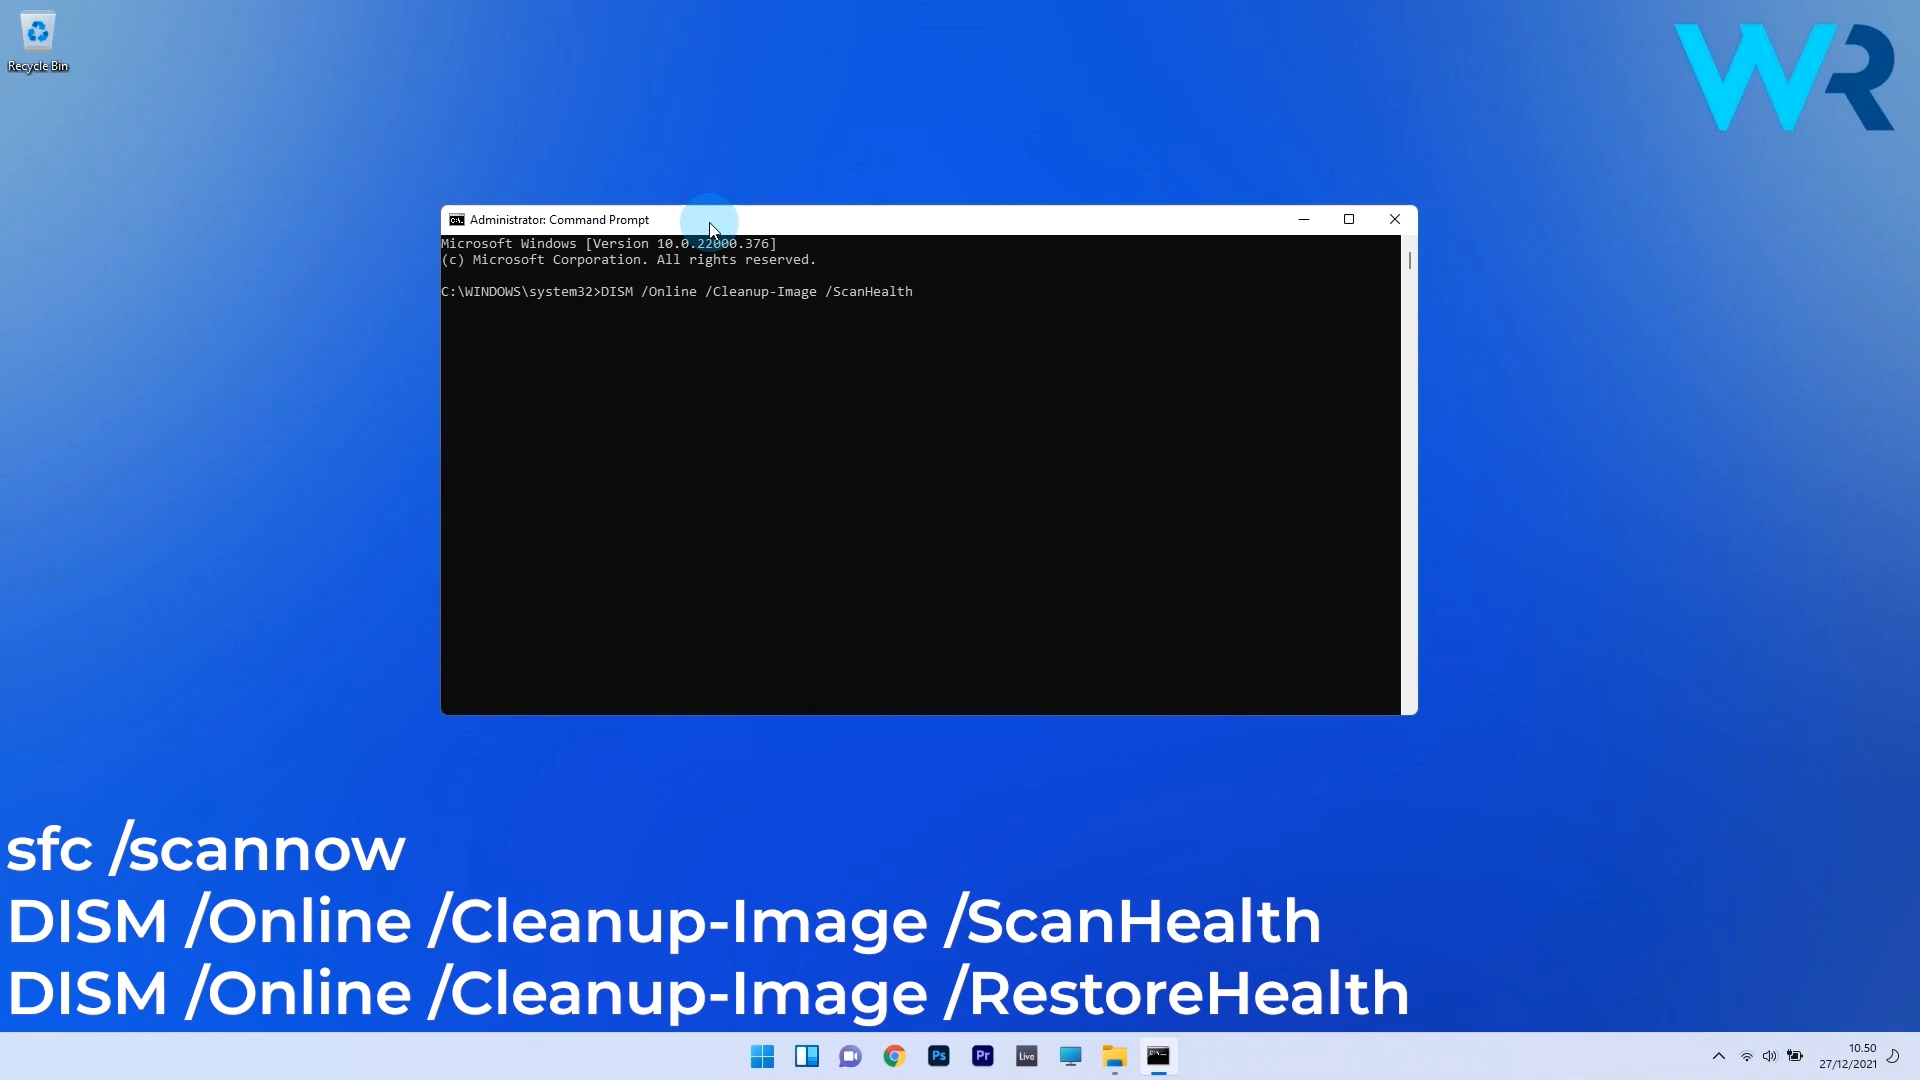 Recycle Bin
WR
Administrator: Command Prompt
Microsoft Windows [Version 10.0.22000.376]
(c) Microsoft Corporation. All rights reserved.
C:\WINDOWS\system32>DISM /Online /Cleanup-Image /ScanHealth
sfc /scannow
DISM /Online /Cleanup-Image /ScanHealth
DISM /Online /Cleanup-Image /RestoreHealth
Ps
Pr
Live
10.50
27/12/2021